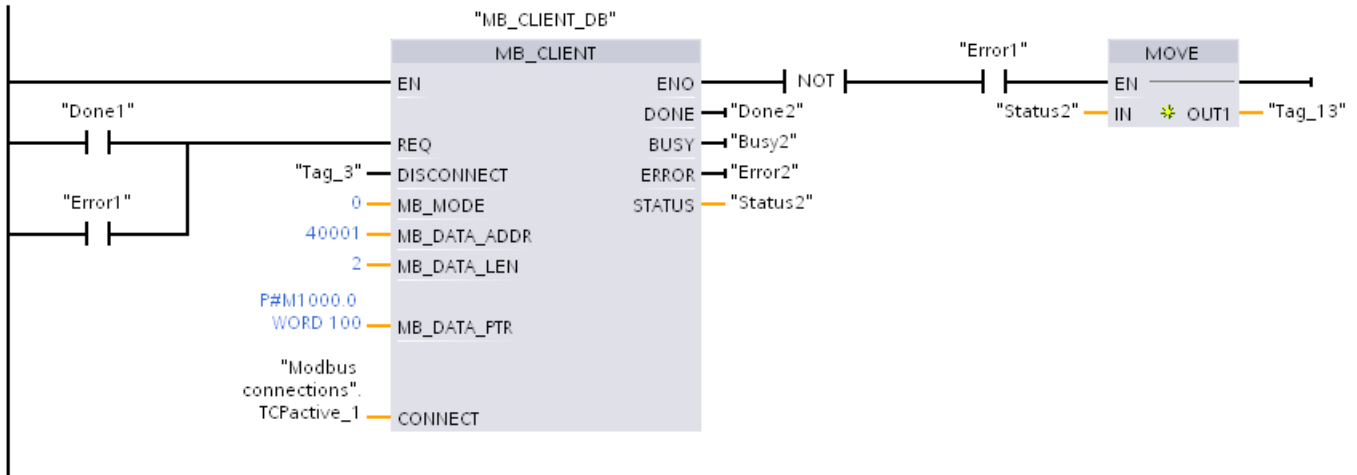 "MB_CLIENT_DB"
MB_CLIENT
EN
ENO
NOT
"Error1"
MOVE
EN
"Status2"
IN
OUT1
"Tag_13"
"Done1"
DONE
"Done2"
REQ
BUSY
"Busy2"
"Tag_3"
DISCONNECT
ERROR
"Error2"
"Error1"
0
MB_MODE
STATUS
"Status2"
40001
MB_DATA_ADDR
2
MB_DATA_LEN
P#M1000.0
WORD 100
MB_DATA_PTR
"Modbus
connections".
TCPactive_1
CONNECT